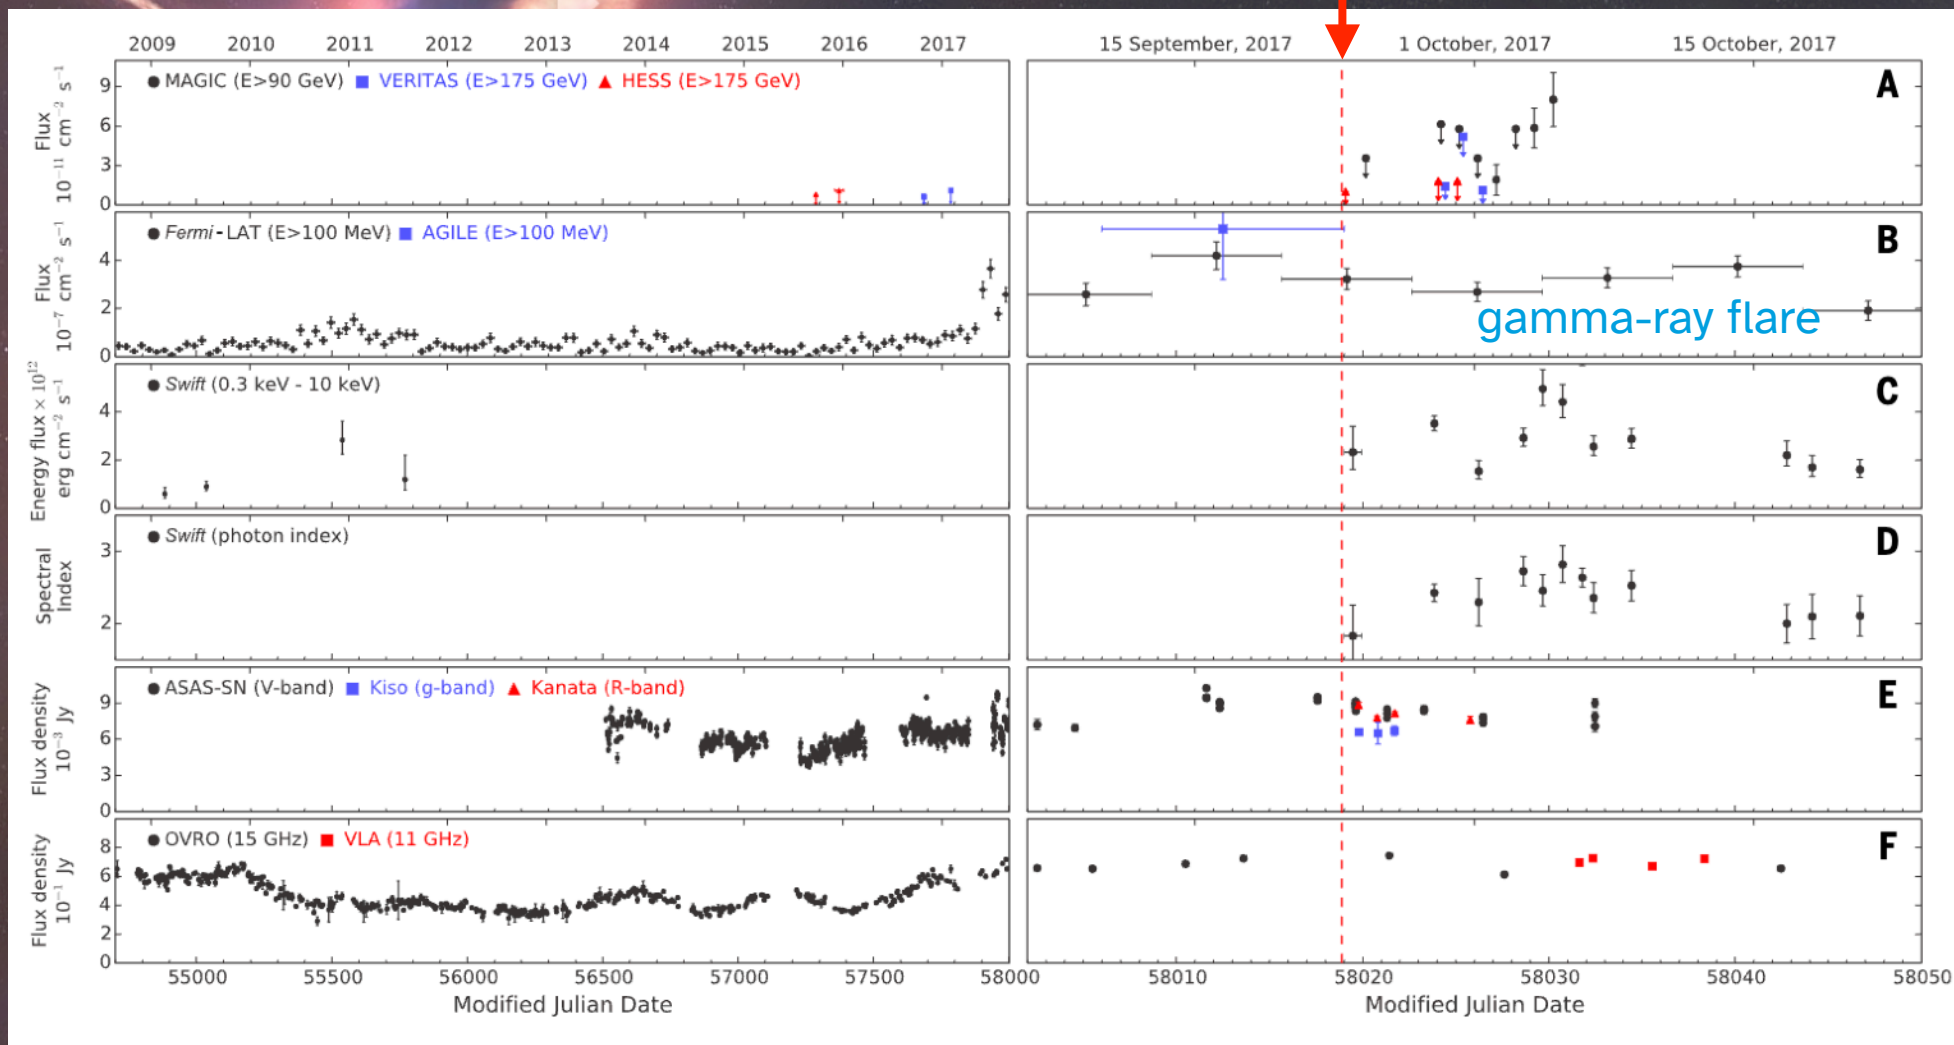 2009 2010 2011 2012 2013 2014 2015 2016 2017 15 September, 2017 1 October, 2017 15 October, 2017
Flux
10⁻¹¹ cm⁻² s⁻¹
9
6
3
0
MAGIC (E>90 GeV) VERITAS (E>175 GeV) HESS (E>175 GeV)
A
Flux
10⁻⁷ cm⁻² s⁻¹
4
2
0
Fermi-LAT (E>100 MeV) AGILE (E>100 MeV)
B
gamma-ray flare
Energy flux × 10¹²
erg cm⁻² s⁻¹
4
2
0
Swift (0.3 keV - 10 keV)
C
Spectral
Index
3
2
Swift (photon index)
D
Flux density
10⁻³ Jy
9
6
3
0
ASAS-SN (V-band) Kiso (g-band) Kanata (R-band)
E
Flux density
10⁻¹ Jy
8
6
4
2
0
OVRO (15 GHz) VLA (11 GHz)
F
55000 55500 56000 56500 57000 57500 58000 58010 58020 58030 58040 58050
Modified Julian Date Modified Julian Date